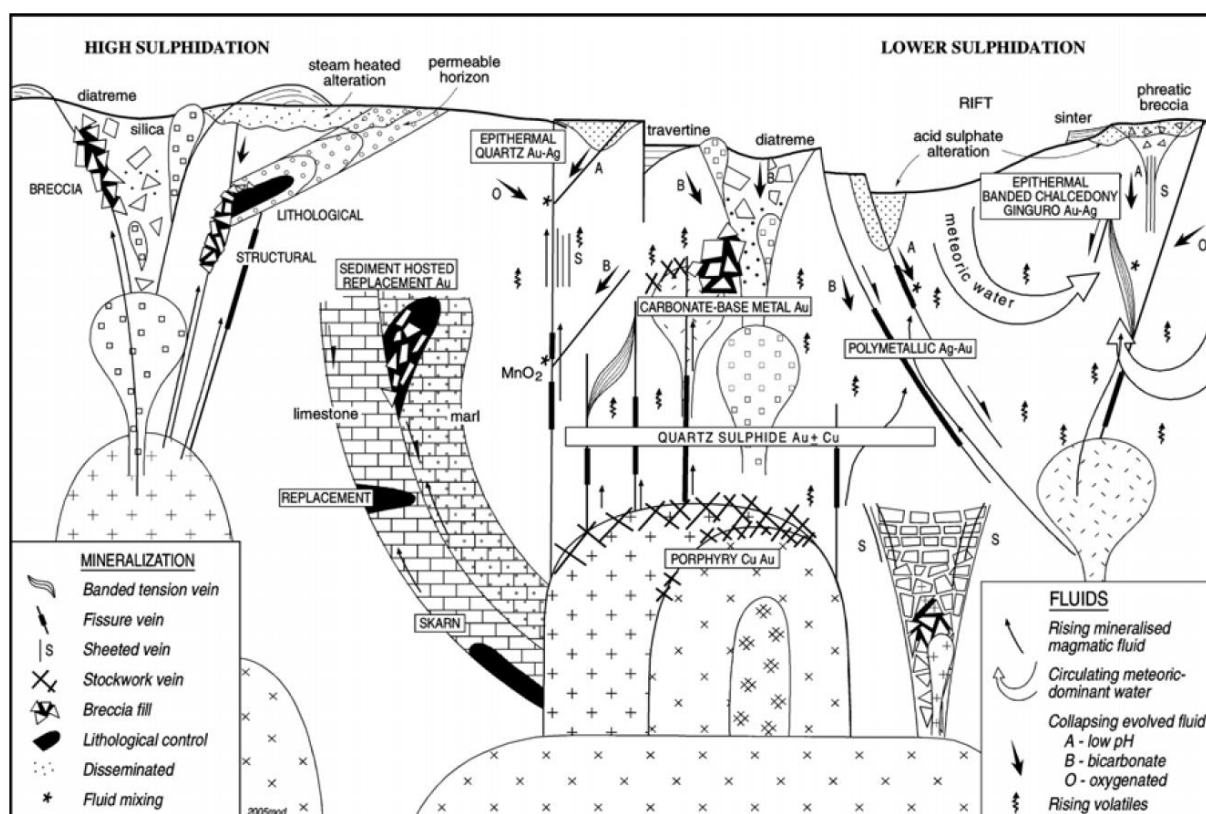 HIGH SULPHIDATION
LOWER SULPHIDATION
steam heated
alteration
permeable
horizon
diatreme
silica
BRECCIA
LITHOLOGICAL
STRUCTURAL
EPITHERMAL
QUARTZ Au-Ag
travertine
diatreme
RIFT
sinter
phreatic
breccia
acid sulphate
alteration
EPITHERMAL
BANDED CHALCEDONY
GINGURO Au-Ag
A
B
B
A
S
O
O
S
B
meteoric
water
A
B
SEDIMENT HOSTED
REPLACEMENT Au
CARBONATE-BASE METAL Au
POLYMETALLIC Ag-Au
MnO2
limestone
marl
QUARTZ SULPHIDE Au ± Cu
REPLACEMENT
PORPHYRY Cu Au
S
S
SKARN
MINERALIZATION
Banded tension vein
Fissure vein
S
Sheeted vein
Stockwork vein
Breccia fill
Lithological control
Disseminated
Fluid mixing
2005mod
FLUIDS
Rising mineralised
magmatic fluid
Circulating meteoric-
dominant water
Collapsing evolved fluid
A - low pH
B - bicarbonate
O - oxygenated
Rising volatiles